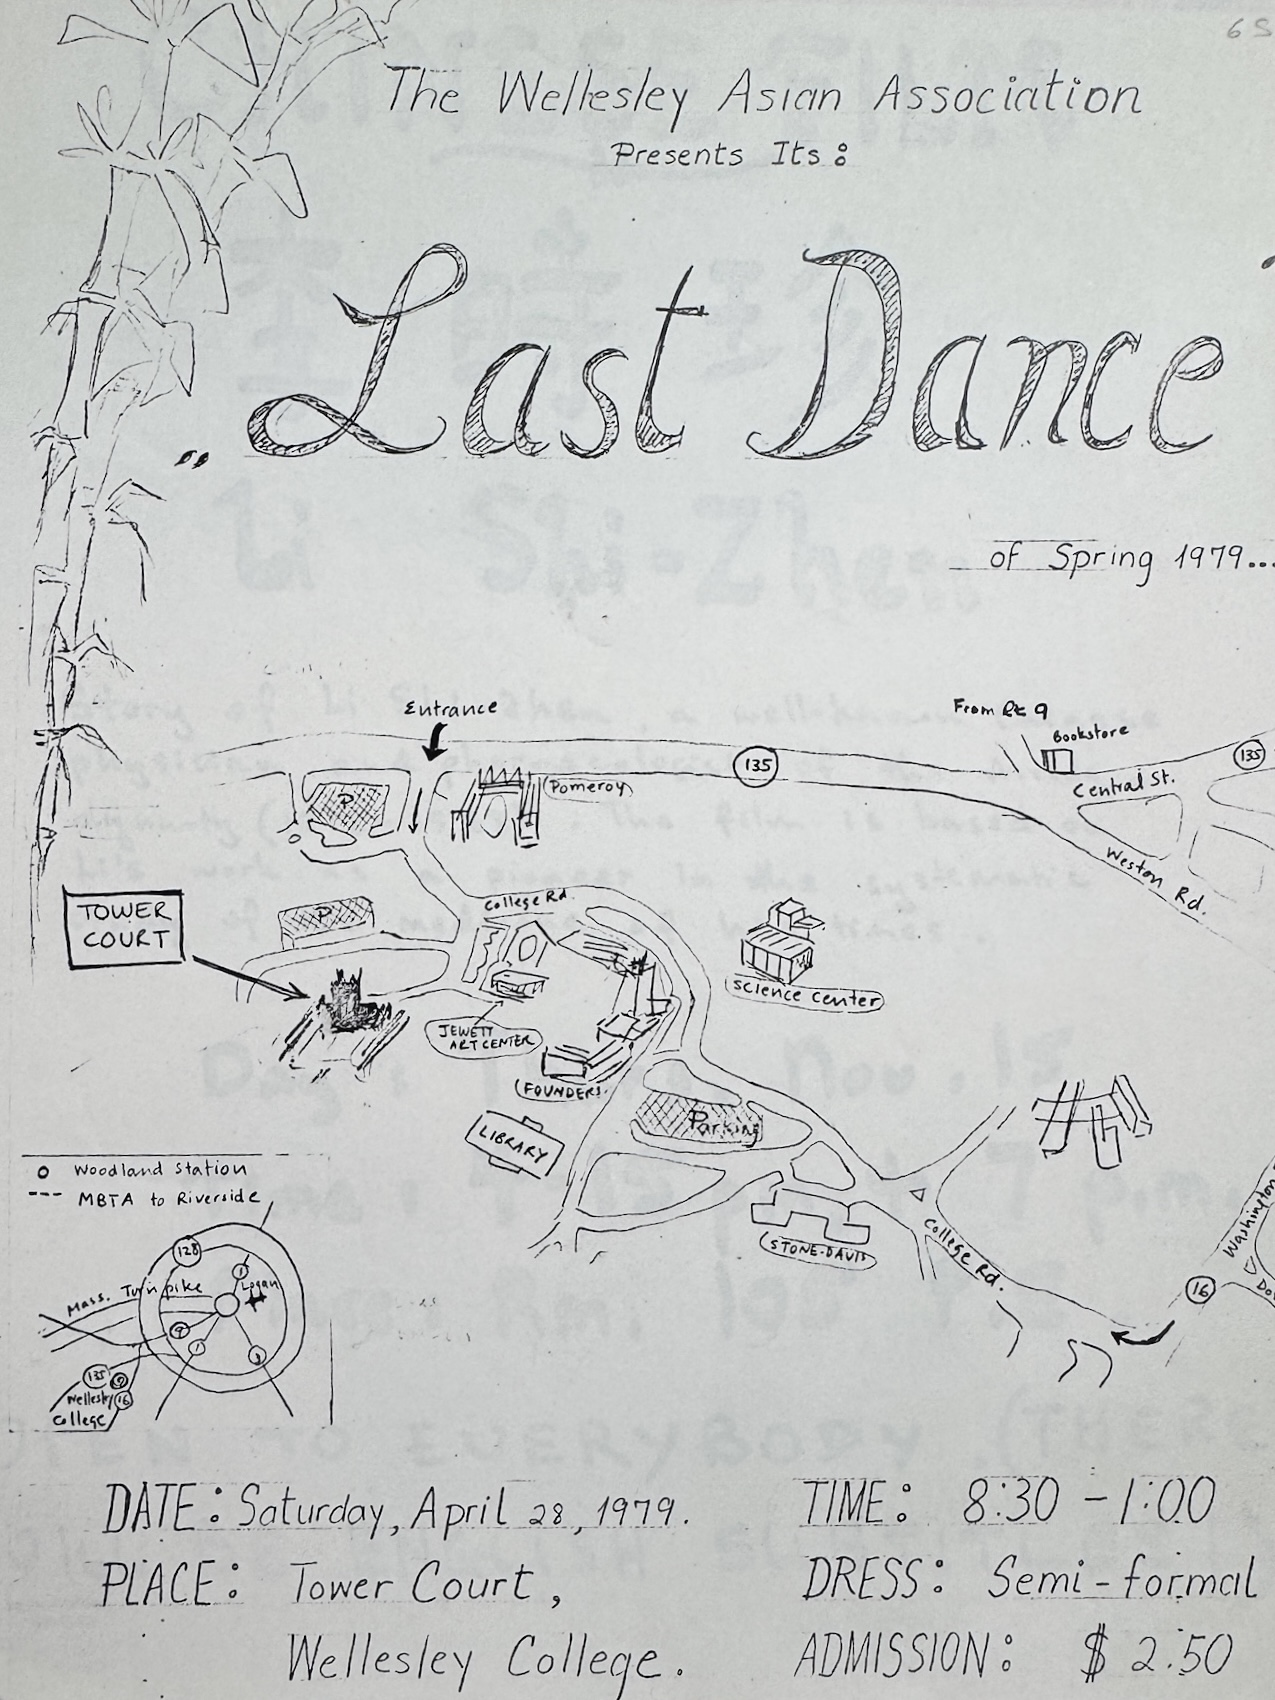 6S
The Wellesley Asian Association
Presents Its:
„Last Dance
of Spring 1979...
Entrance
From Rt 9
Bookstore
135
135
Central St.
Pomeroy
P
Weston Rd.
TOWER
COURT
College Rd.
P
Science Center
JEWETT
ART CENTER
FOUNDERS.
Parking
LIBRARY
Woodland Station
--- MBTA to Riverside
Washington
STONE-DAVIS
College Rd.
128
Logan
Mass. Turnpike
16
9
135
9
Wellesley
16
College
DATE: Saturday, April 28, 1979.
TIME: 8:30 - 1:00
PLACE: Tower Court,
DRESS: Semi-formal
Wellesley College.
ADMISSION: $ 2.50